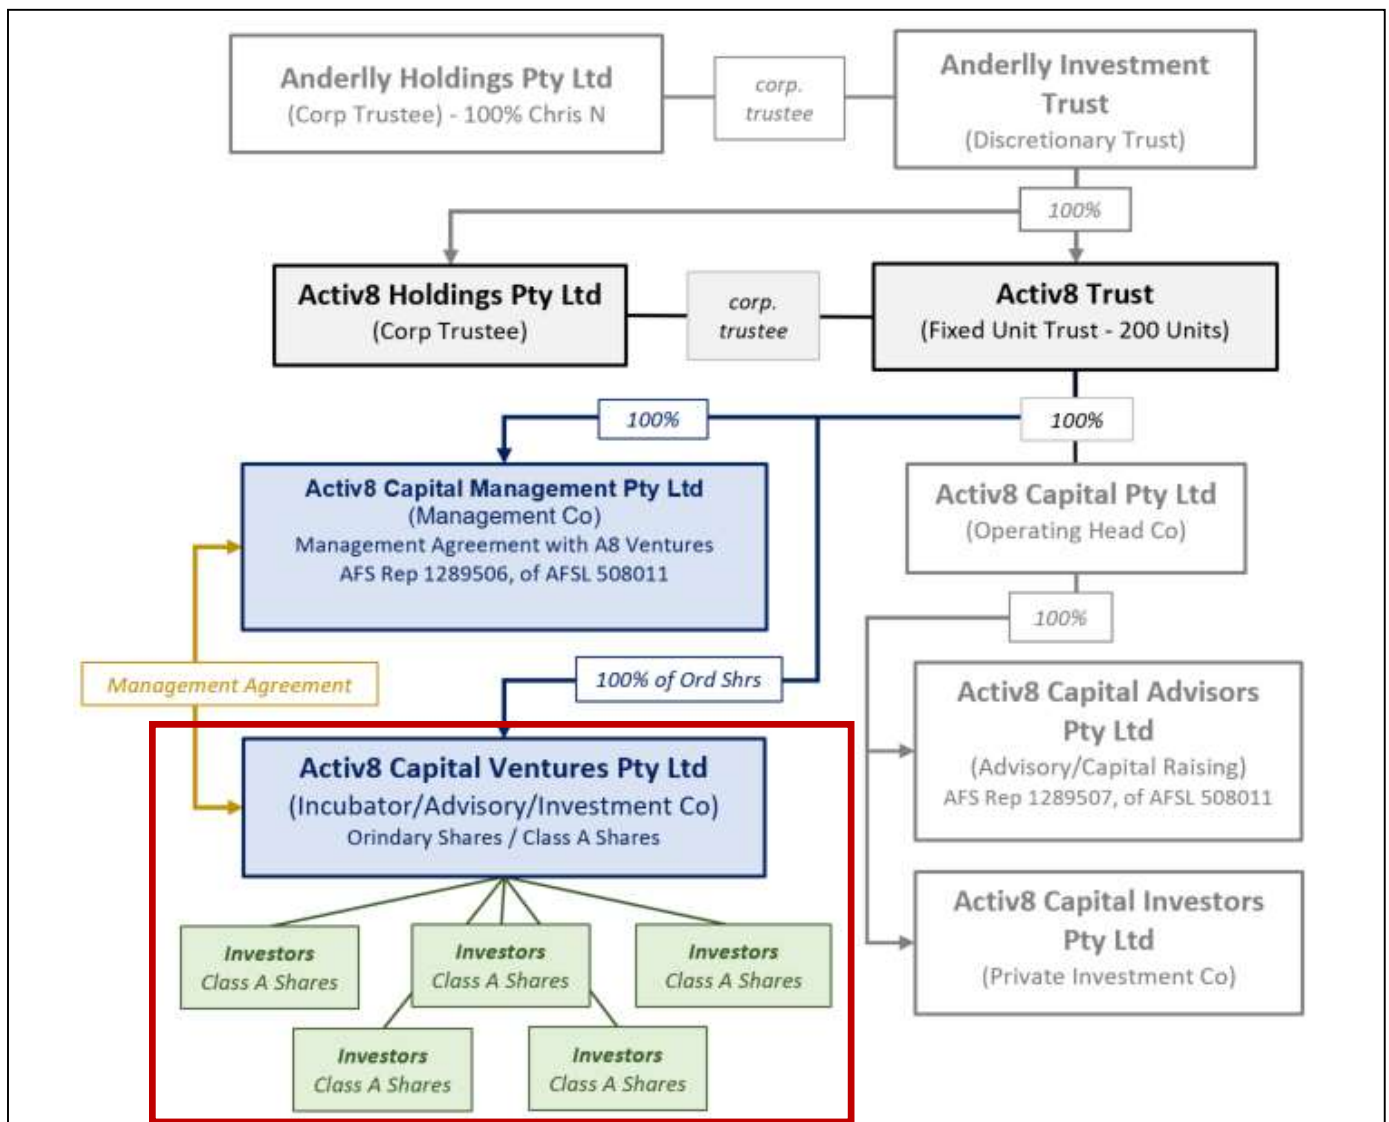 Anderlly Holdings Pty Ltd
(Corp Trustee) - 100% Chris N
corp.
trustee
Anderlly Investment
Trust
(Discretionary Trust)
100%
Activ8 Holdings Pty Ltd
(Corp Trustee)
corp.
trustee
Activ8 Trust
(Fixed Unit Trust - 200 Units)
100%
100%
Activ8 Capital Management Pty Ltd
(Management Co)
Management Agreement with A8 Ventures
AFS Rep 1289506, of AFSL 508011
Activ8 Capital Pty Ltd
(Operating Head Co)
100%
Management Agreement
100% of Ord Shrs
Activ8 Capital Advisors
Pty Ltd
(Advisory/Capital Raising)
AFS Rep 1289507, of AFSL 508011
Activ8 Capital Ventures Pty Ltd
(Incubator/Advisory/Investment Co)
Orindary Shares / Class A Shares
Activ8 Capital Investors
Pty Ltd
(Private Investment Co)
Investors
Class A Shares
Investors
Class A Shares
Investors
Class A Shares
Investors
Class A Shares
Investors
Class A Shares